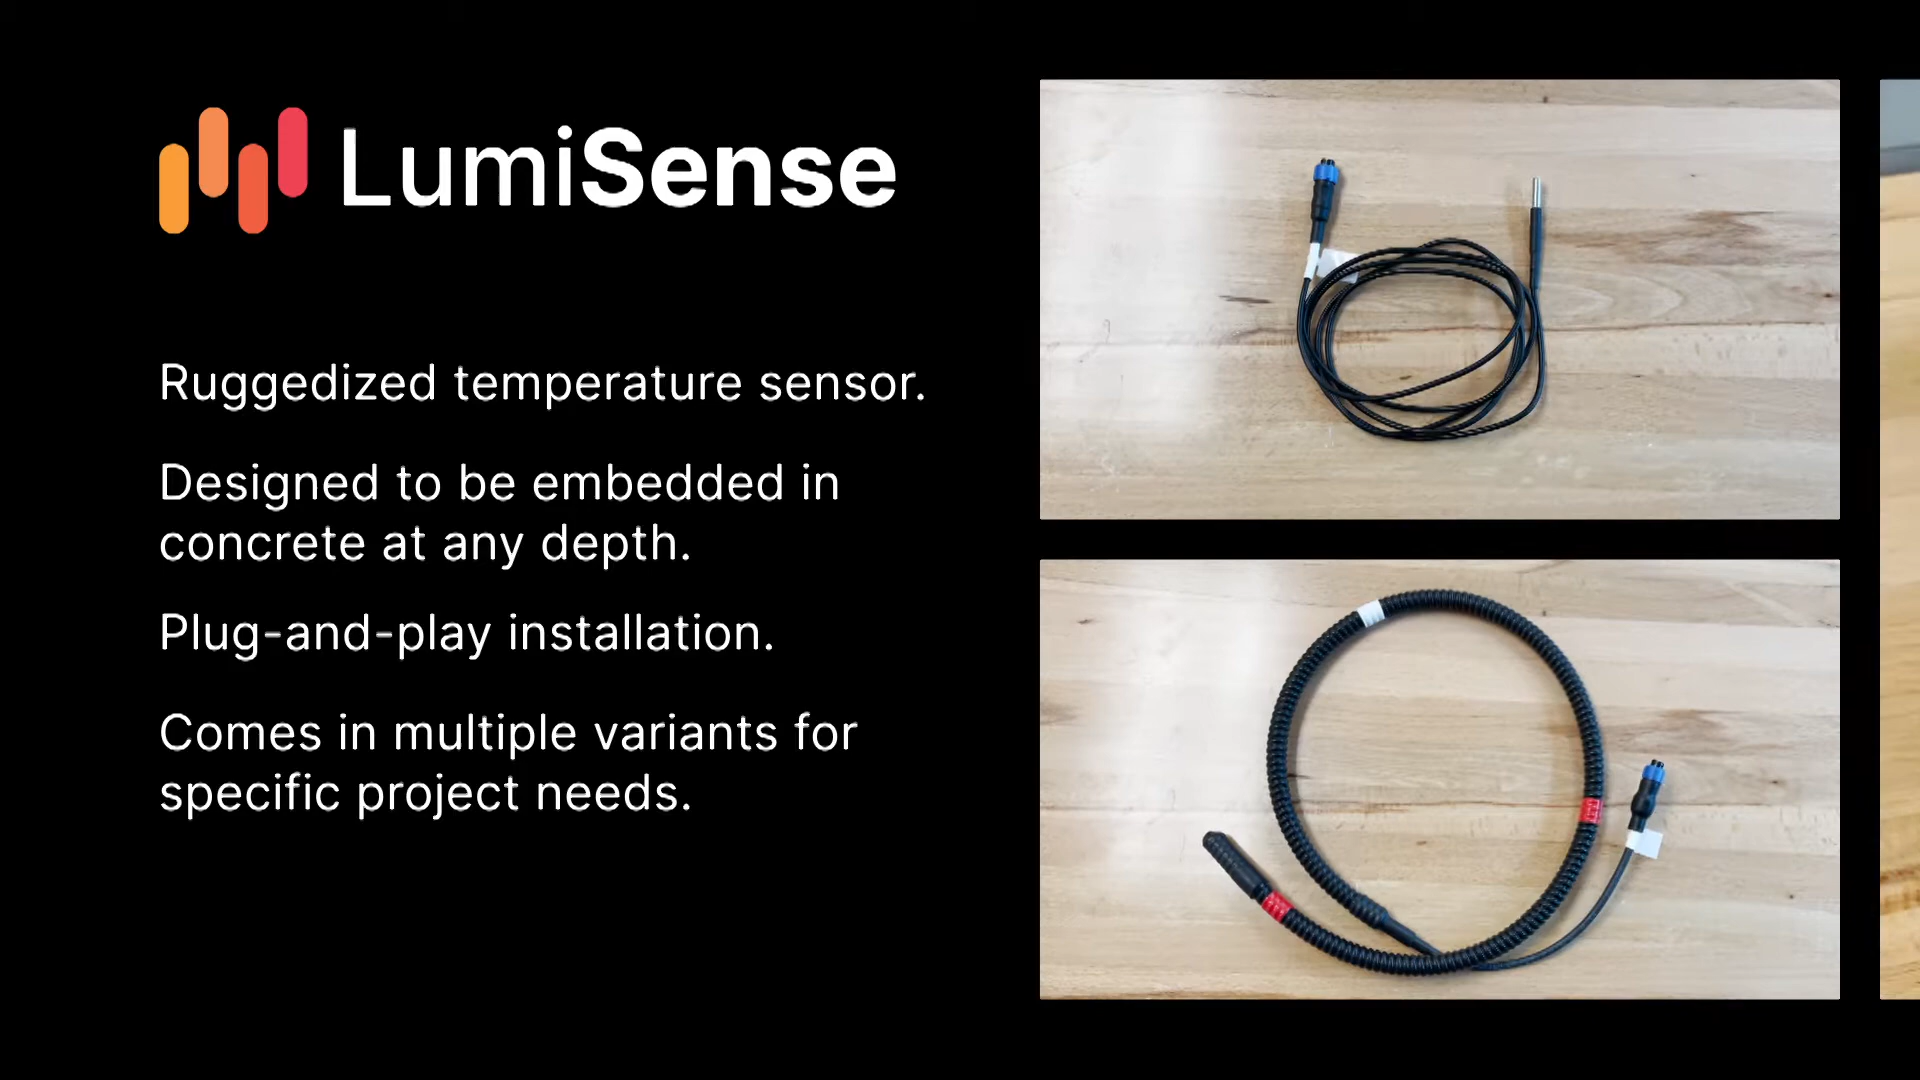 LumiSense
Ruggedized temperature sensor.
Designed to be embedded in
concrete at any depth.
Plug-and-play installation.
Comes in multiple variants for
specific project needs.